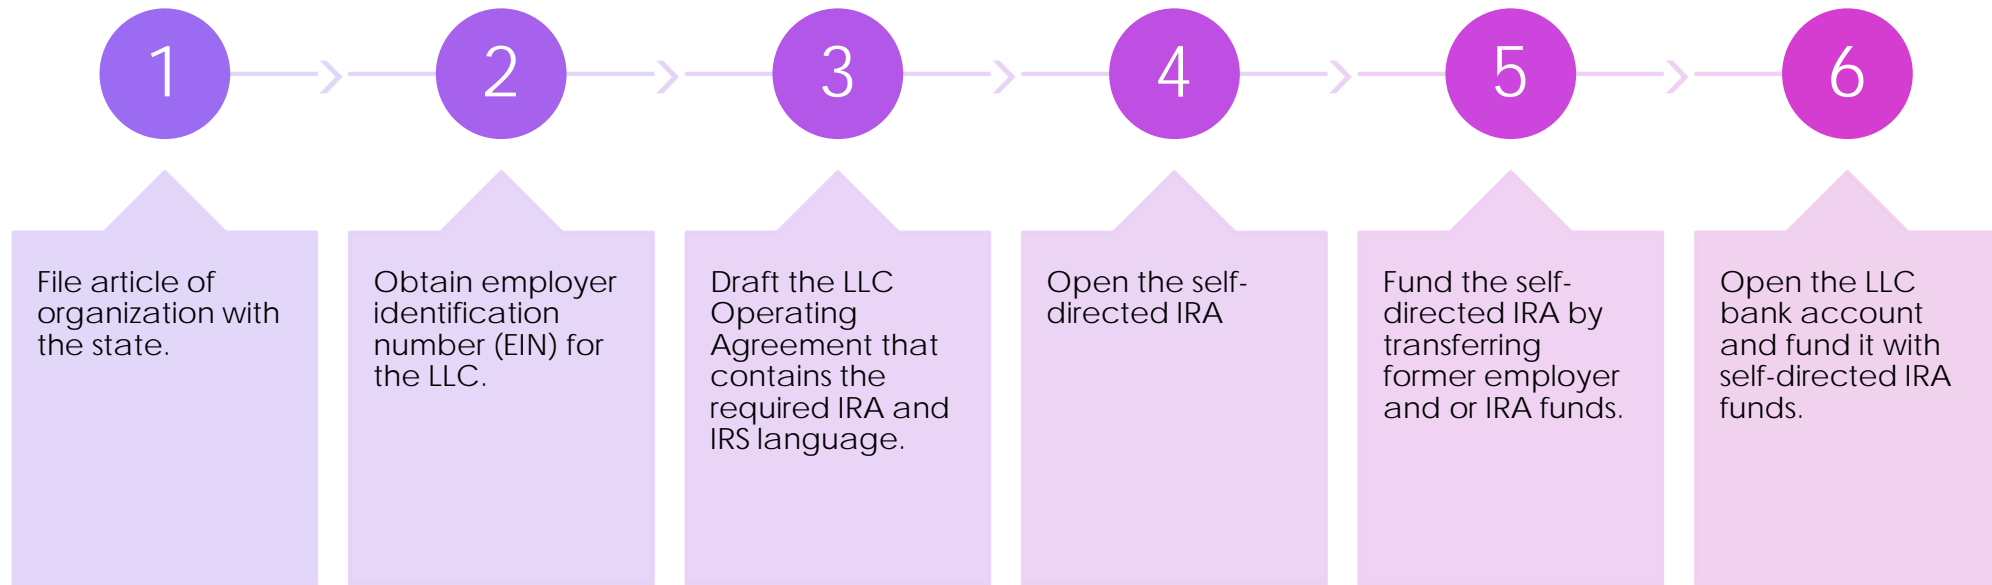 1
2
3
4
5
6
File article of
organization with
the state.
Obtain employer
identification
number (EIN) for
the LLC.
Draft the LLC
Operating
Agreement that
contains the
required IRA and
IRS language.
Open the self-
directed IRA
Fund the self-
directed IRA by
transferring
former employer
and or IRA funds.
Open the LLC
bank account
and fund it with
self-directed IRA
funds.